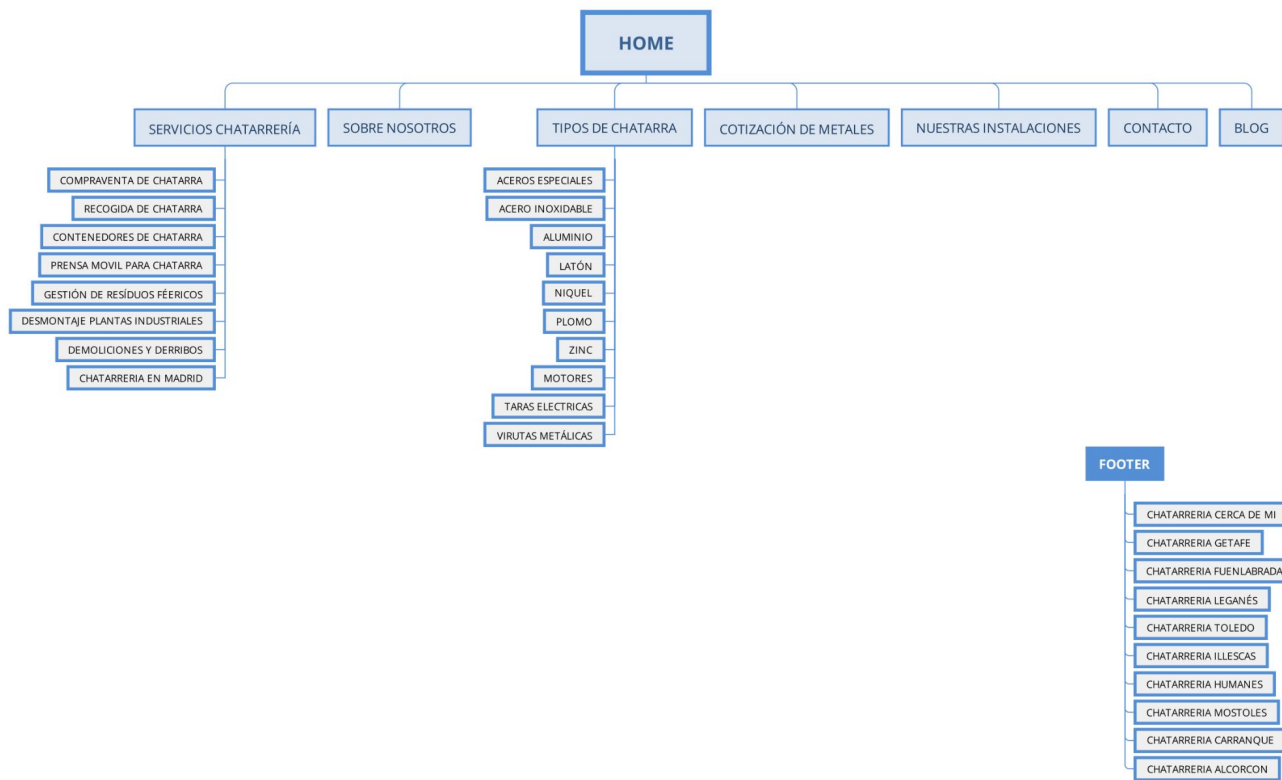 HOME
SERVICIOS CHATARRERÍA
SOBRE NOSOTROS
TIPOS DE CHATARRA
COTIZACIÓN DE METALES
NUESTRAS INSTALACIONES
CONTACTO
BLOG
COMPRAVENTA DE CHATARRA
RECOGIDA DE CHATARRA
CONTENEDORES DE CHATARRA
PRENSA MOVIL PARA CHATARRA
GESTIÓN DE RESÍDUOS FÉERICOS
DESMONTAJE PLANTAS INDUSTRIALES
DEMOLICIONES Y DERRIBOS
CHATARRERIA EN MADRID
ACEROS ESPECIALES
ACERO INOXIDABLE
ALUMINIO
LATÓN
NIQUEL
PLOMO
ZINC
MOTORES
TARAS ELECTRICAS
VIRUTAS METÁLICAS
FOOTER
CHATARRERIA CERCA DE MI
CHATARRERIA GETAFE
CHATARRERIA FUENLABRADA
CHATARRERIA LEGANÉS
CHATARRERIA TOLEDO
CHATARRERIA ILLESCAS
CHATARRERIA HUMANES
CHATARRERIA MOSTOLES
CHATARRERIA CARRANQUE
CHATARRERIA ALCORCON